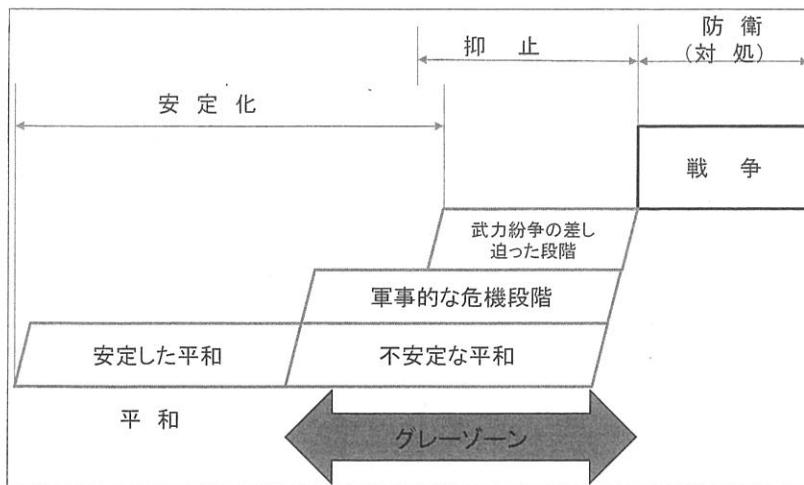 防 衛
(対 処)
抑 止
安 定 化
戦 争
武力紛争の差し
迫った段階
軍事的な危機段階
安定した平和
不安定な平和
平 和
グレーゾーン